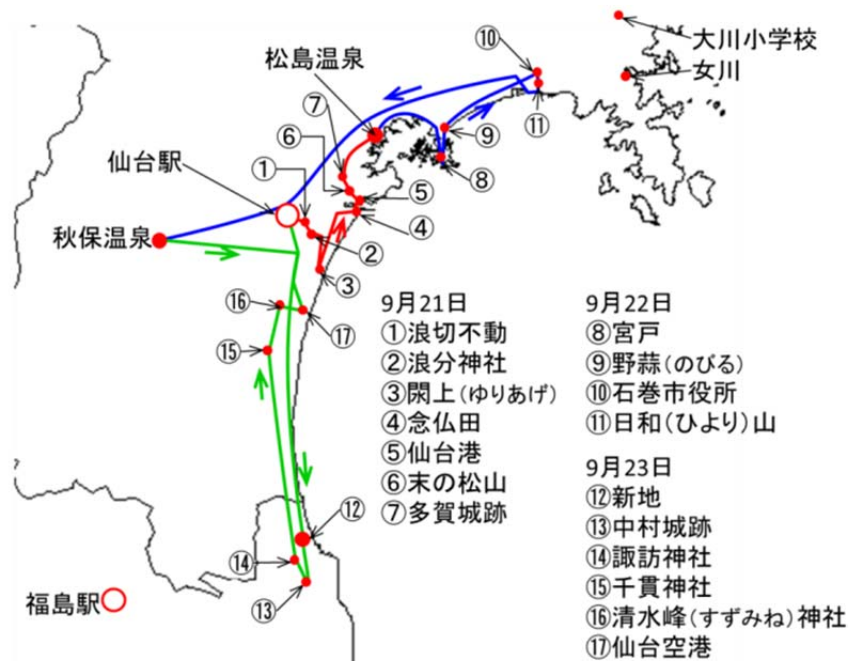 ⑩
大川小学校
松島温泉
女川
⑦
⑪
⑥
⑨
仙台駅
①
⑤
⑧
④
秋保温泉
②
③
⑯
⑰
⑮
9月21日
①浪切不動
②浪分神社
③閖上(ゆりあげ)
④念仏田
⑤仙台港
⑥末の松山
⑦多賀城跡
9月22日
⑧宮戸
⑨野蒜(のびる)
⑩石巻市役所
⑪日和(ひより)山
9月23日
⑫新地
⑬中村城跡
⑭諏訪神社
⑮千貫神社
⑯清水峰(すずみね)神社
⑰仙台空港
⑫
⑭
福島駅
⑬